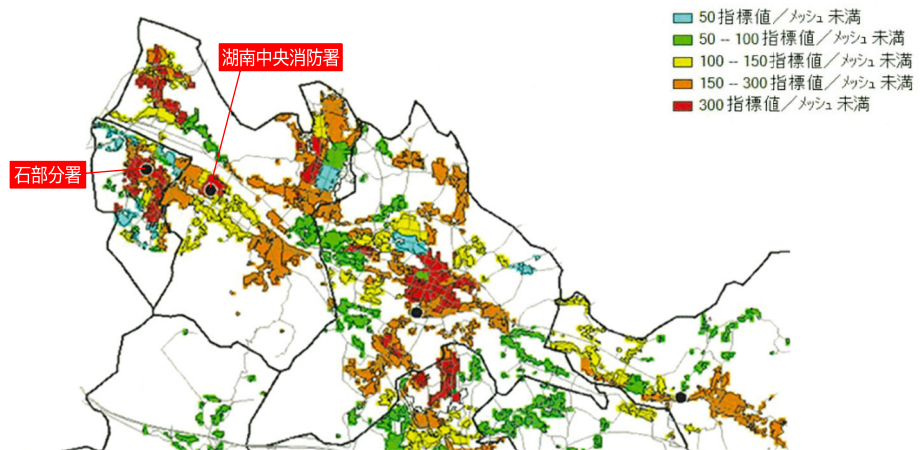 湖南中央消防署
石部分署
50指標値／メッシュ 未満
50 -- 100指標値／メッシュ 未満
100 -- 150指標値／メッシュ 未満
150 -- 300指標値／メッシュ 未満
300 指標値／メッシュ 未満